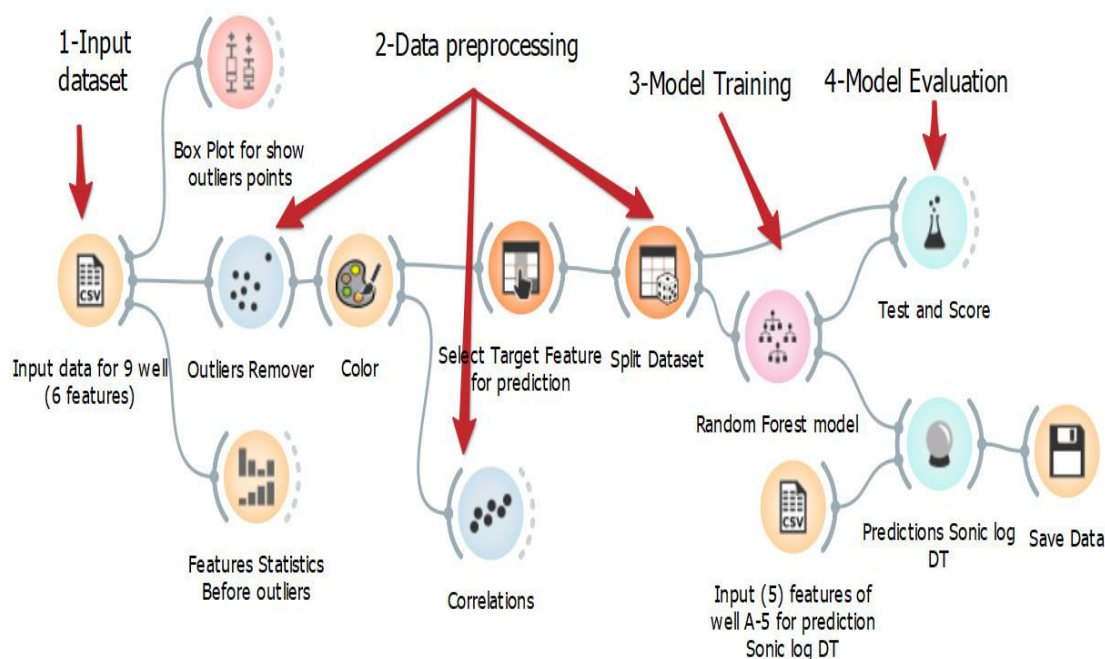 1-Input
dataset
2-Data preprocessing
3-Model Training
4-Model Evaluation
Box Plot for show
outliers points
CSV
Input data for 9 well
(6 features)
Outliers Remover
Color
Select Target Feature
for prediction
Split Dataset
Test and Score
Random Forest model
Features Statistics
Before outliers
Correlations
CSV
Input (5) features of
well A-5 for prediction
Sonic log DT
Predictions Sonic log
DT
Save Data